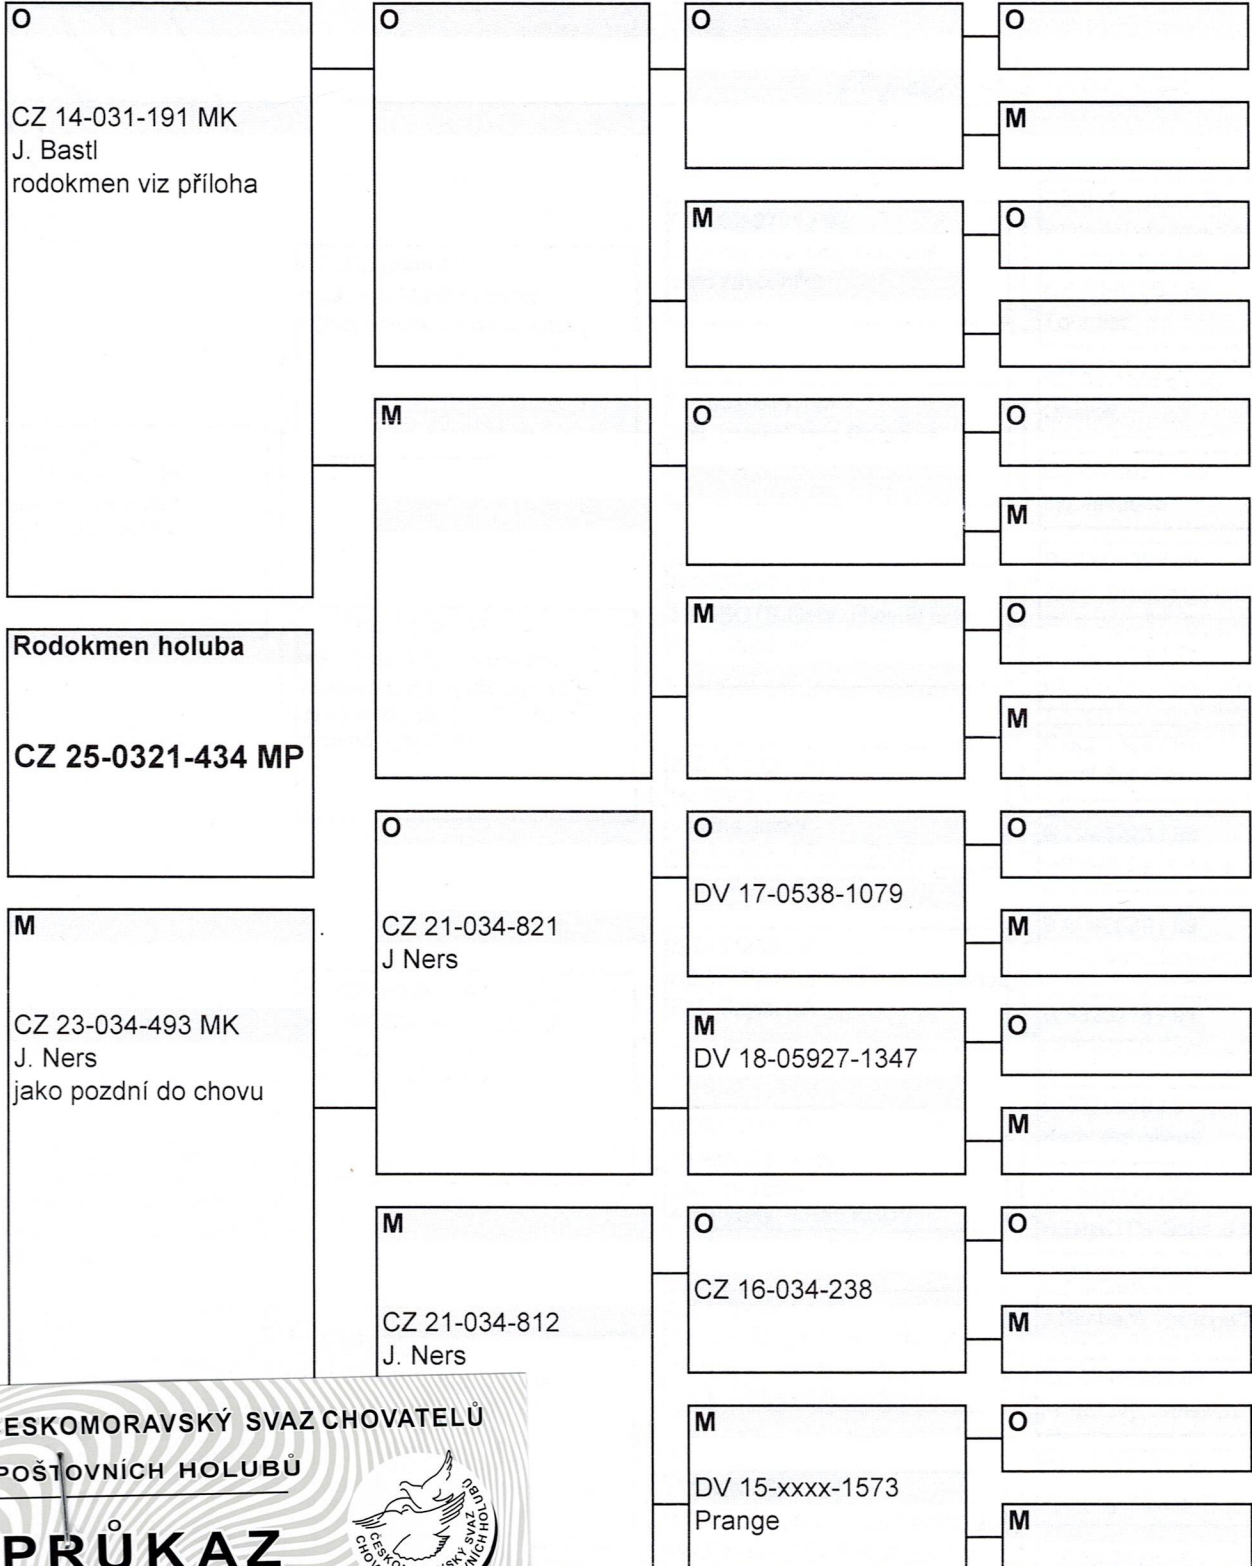 O
CZ 14-031-191 MK
J. Bastl
rodokmen viz příloha
Rodokmen holuba
CZ 25-0321-434 MP
M
CZ 23-034-493 MK
J. Ners
jako pozdní do chovu
O
M
O
CZ 21-034-821
J Ners
M
CZ 21-034-812
J. Ners
O
M
O
M
O
DV 17-0538-1079
M
DV 18-05927-1347
O
CZ 16-034-238
M
DV 15-xxxx-1573
Prange
O
M
O
O
M
O
M
O
M
O
M
O
M
O
M
ESKOMORAVSKÝ SVAZ CHOVATELŮ
POŠTOVNÍCH HOLUBŮ
PRŮKAZ